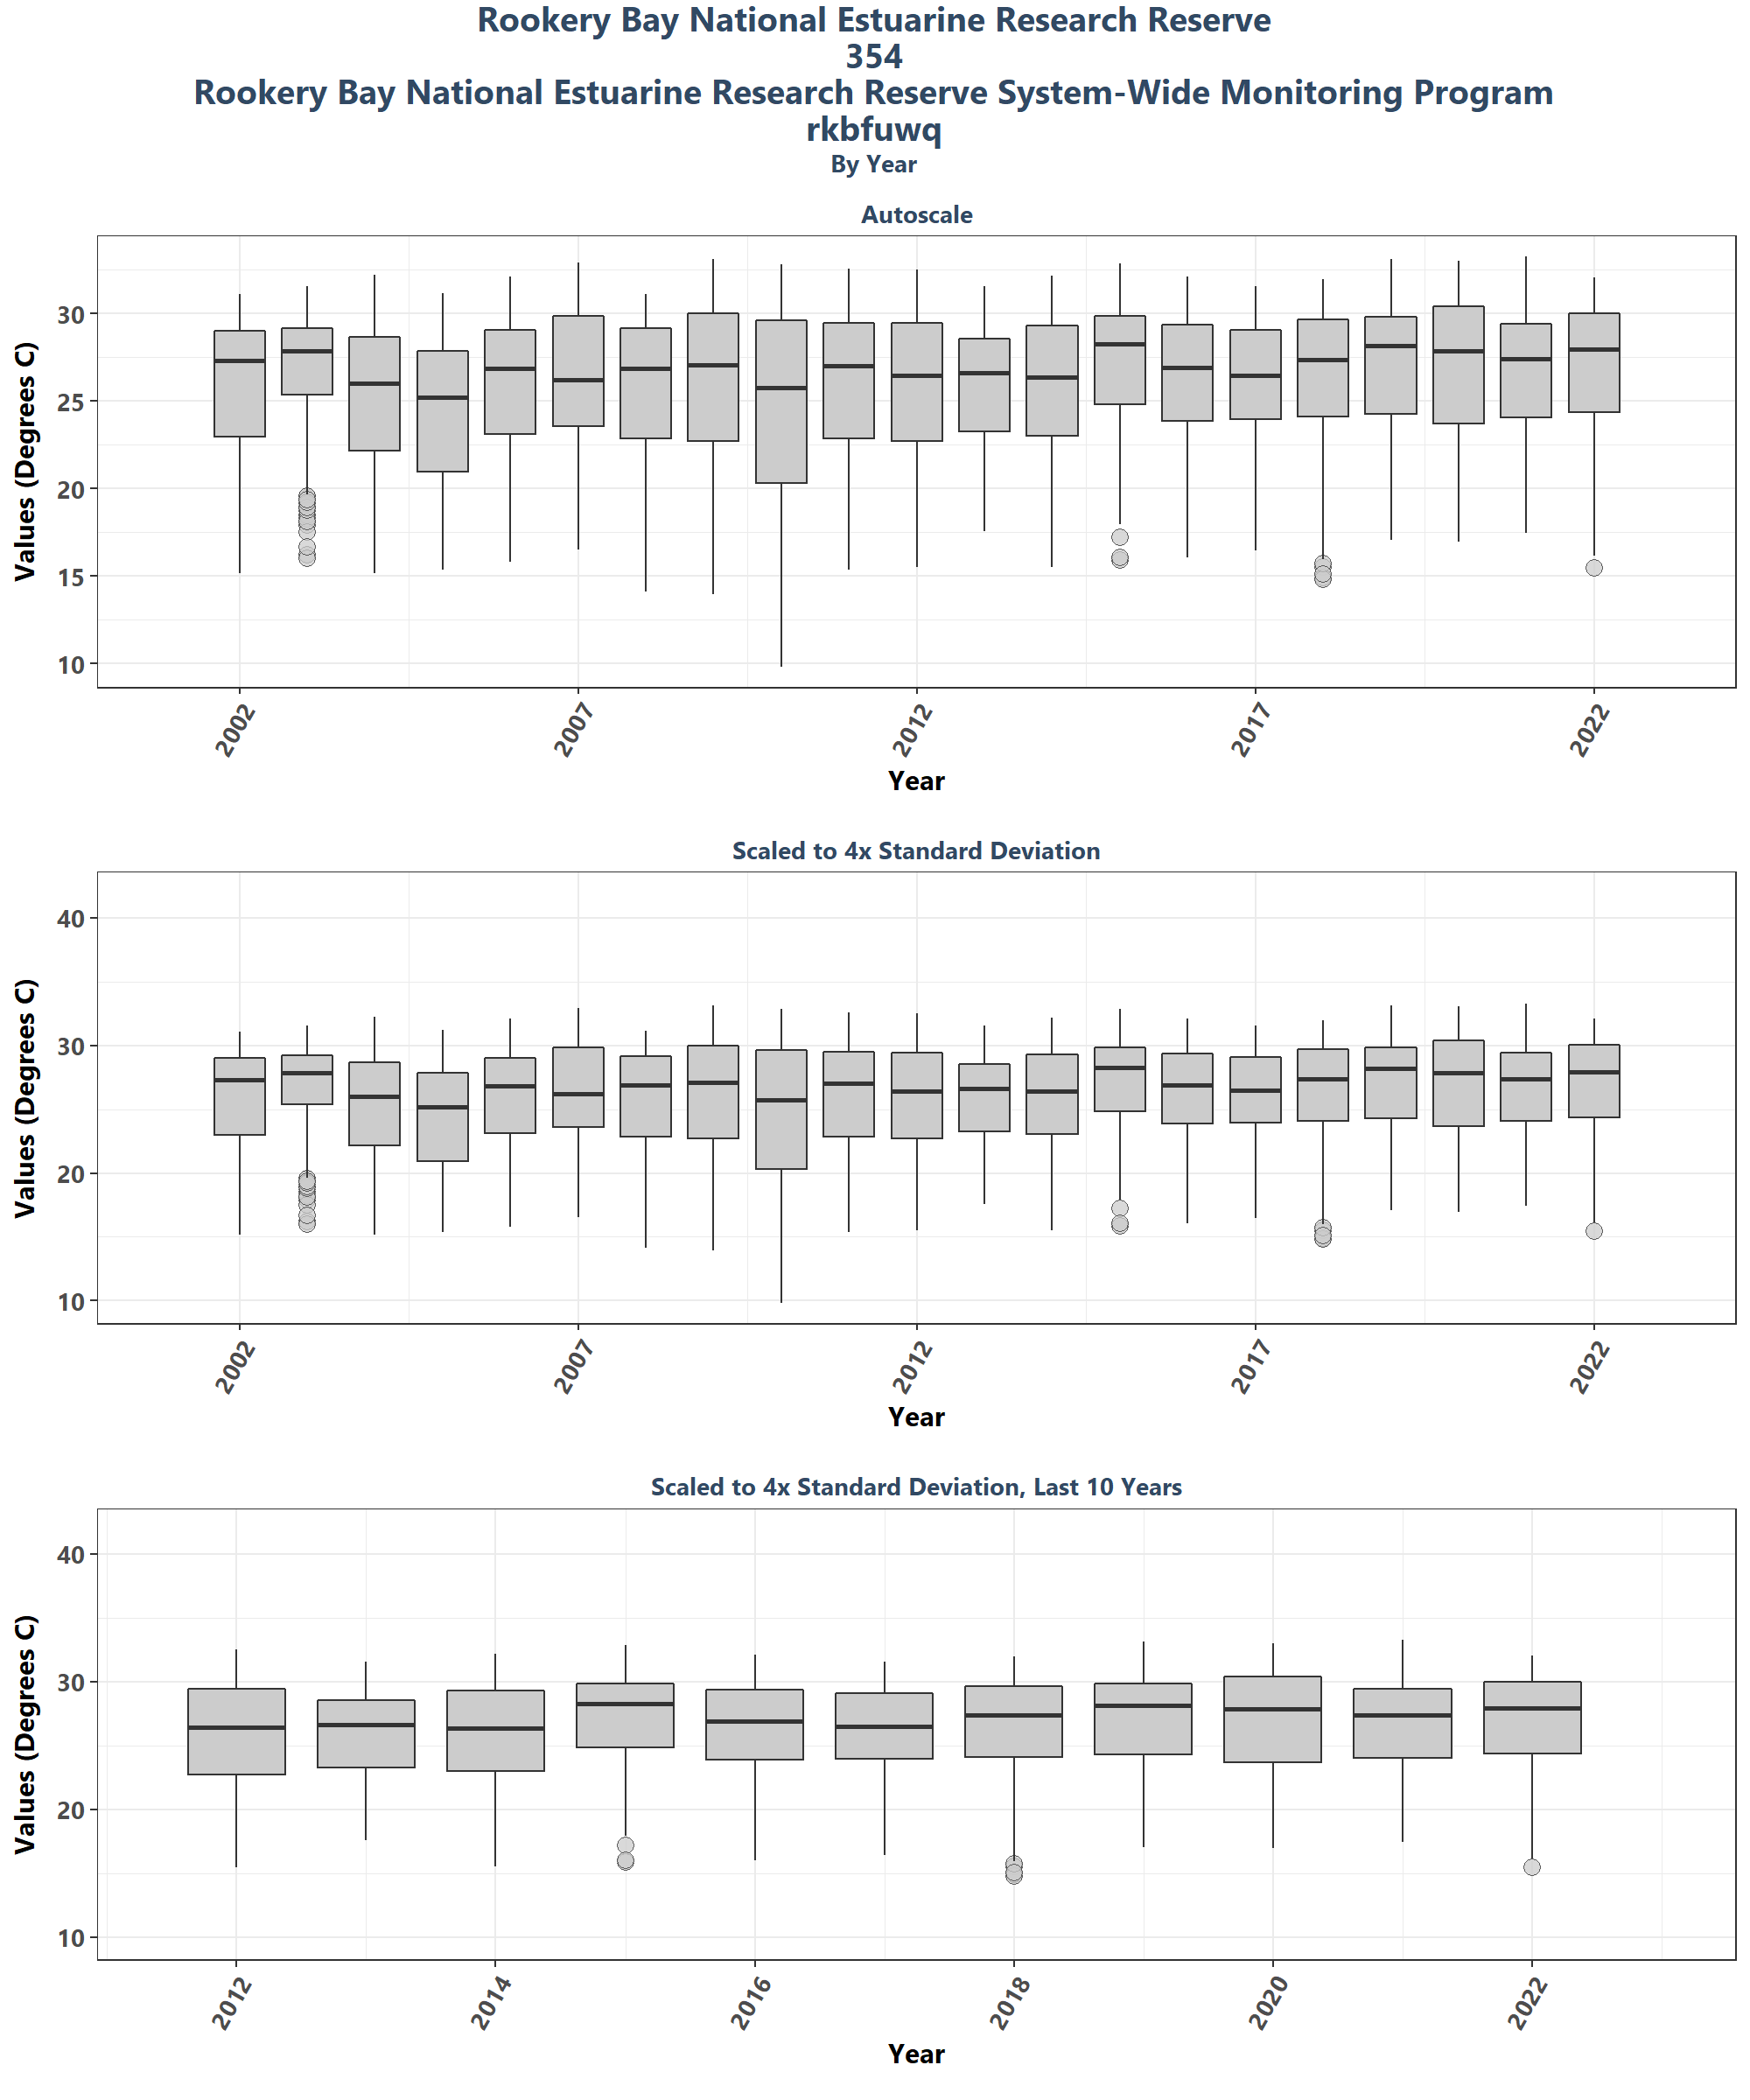 Rookery Bay National Estuarine Research Reserve
354
Rookery Bay National Estuarine Research Reserve System-Wide Monitoring Program
rkbfuwq
By Year
Autoscale
Values (Degrees C)
30
25
20
15
10
2002
2007
2012
2017
2022
Year
Scaled to 4x Standard Deviation
Values (Degrees C)
40
30
20
10
2002
2007
2012
2017
2022
Year
Scaled to 4x Standard Deviation, Last 10 Years
Values (Degrees C)
40
30
20
10
2012
2014
2016
2018
2020
2022
Year